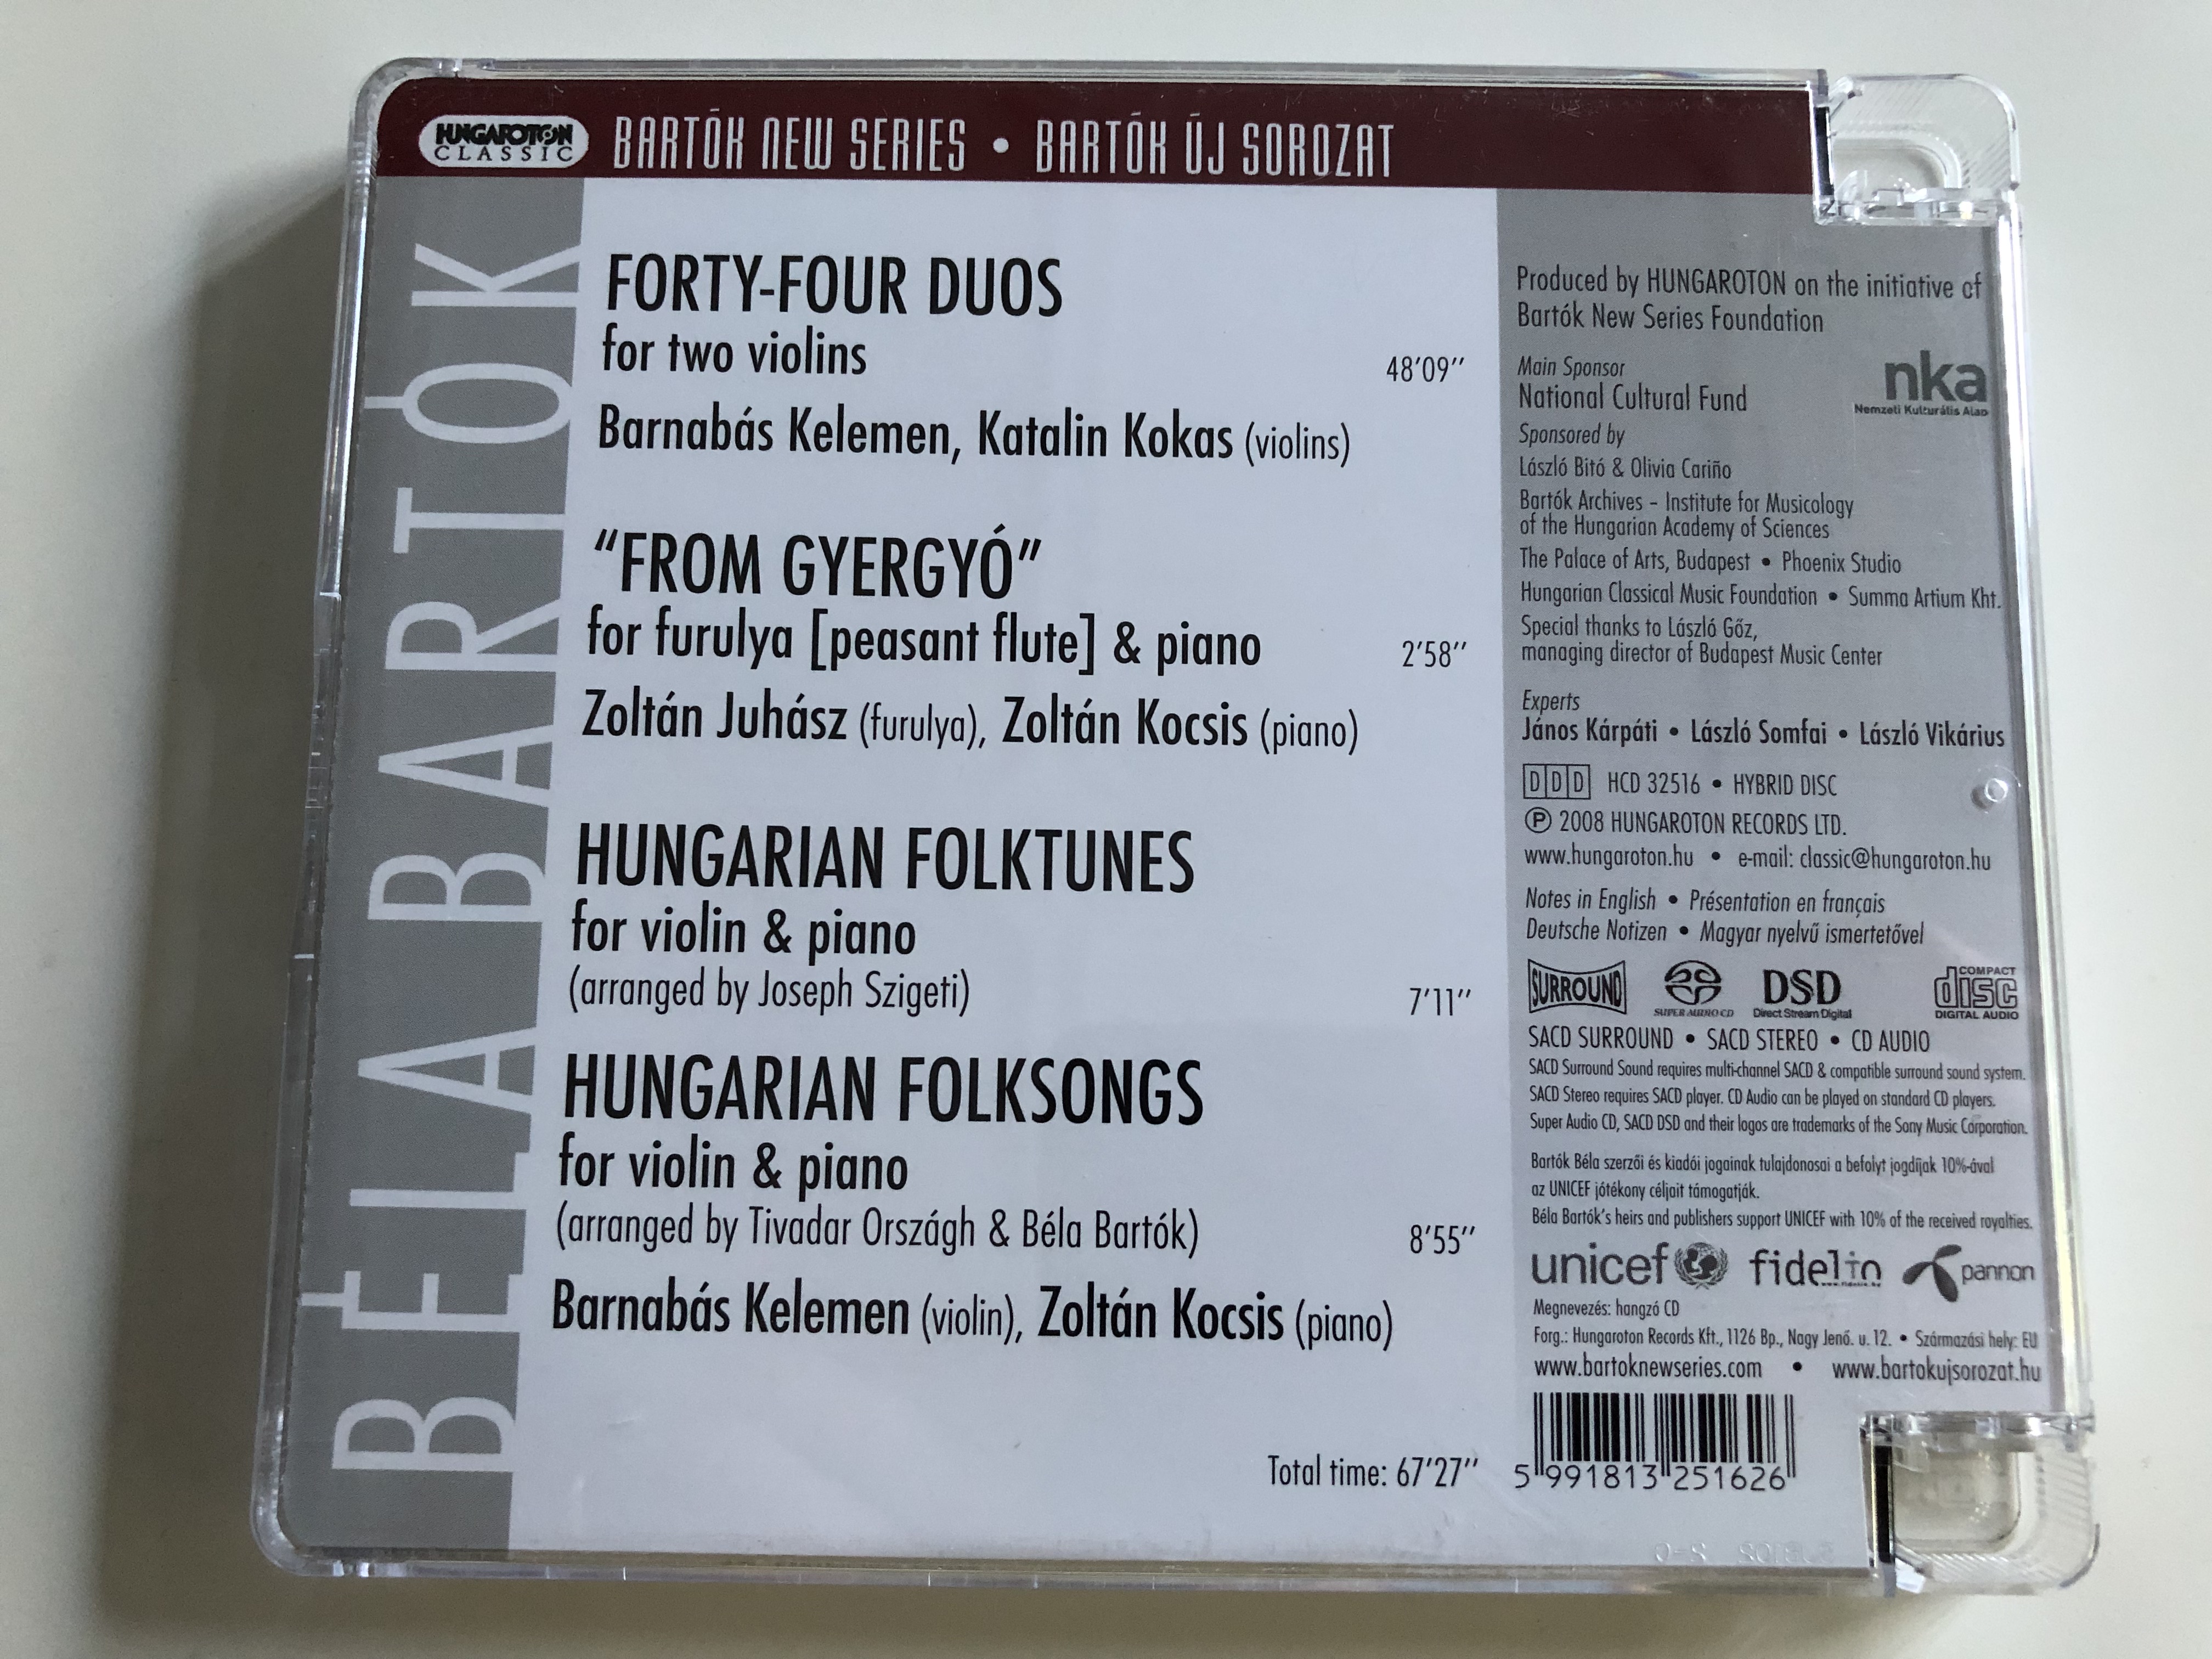 HUNGAROTON
CLASSIC
BARTÓK NEW SERIES • BARTÓK ÚJ SOROZAT
BÉLA BARTÓK
FORTY-FOUR DUOS
for two violins 48'09''
Barnabás Kelemen, Katalin Kokas (violins)
“FROM GYERGYÓ”
for furulya [peasant flute] & piano 2'58''
Zoltán Juhász (furulya), Zoltán Kocsis (piano)
HUNGARIAN FOLKTUNES
for violin & piano
(arranged by Joseph Szigeti) 7'11''
HUNGARIAN FOLKSONGS
for violin & piano
(arranged by Tivadar Országh & Béla Bartók) 8'55''
Barnabás Kelemen (violin), Zoltán Kocsis (piano)
Total time: 67'27''
Produced by HUNGAROTON on the initiative of
Bartók New Series Foundation
Main Sponsor
National Cultural Fund
nka
Nemzeti Kulturális Alap
Sponsored by
László Bitó & Olivia Cariño
Bartók Archives – Institute for Musicology
of the Hungarian Academy of Sciences
The Palace of Arts, Budapest • Phoenix Studio
Hungarian Classical Music Foundation • Summa Artium Kht.
Special thanks to László Gőz,
managing director of Budapest Music Center
Experts
János Kárpáti • László Somfai • László Vikárius
DDD HCD 32516 • HYBRID DISC
℗ 2008 HUNGAROTON RECORDS LTD.
www.hungaroton.hu • e-mail: classic@hungaroton.hu
Notes in English • Présentation en français
Deutsche Notizen • Magyar nyelvű ismertetővel
SURROUND
SUPER AUDIO CD
DSD
Direct Stream Digital
COMPACT
disc
DIGITAL AUDIO
SACD SURROUND • SACD STEREO • CD AUDIO
SACD Surround Sound requires multi-channel SACD & compatible surround sound system.
SACD Stereo requires SACD player. CD Audio can be played on standard CD players.
Super Audio CD, SACD DSD and their logos are trademarks of the Sony Music Corporation.
Bartók Béla szerzői és kiadói jogainak tulajdonosai a befolyt jogdíjak 10%-ával
az UNICEF jótékony céljait támogatják.
Béla Bartók's heirs and publishers support UNICEF with 10% of the received royalties.
unicef fidelio pannon
Megnevezés: hangzó CD
Forg.: Hungaroton Records Kft., 1126 Bp., Nagy Jenő. u. 12. • Származási hely: EU
www.bartoknewseries.com • www.bartokujsorozat.hu
5 991813 251626